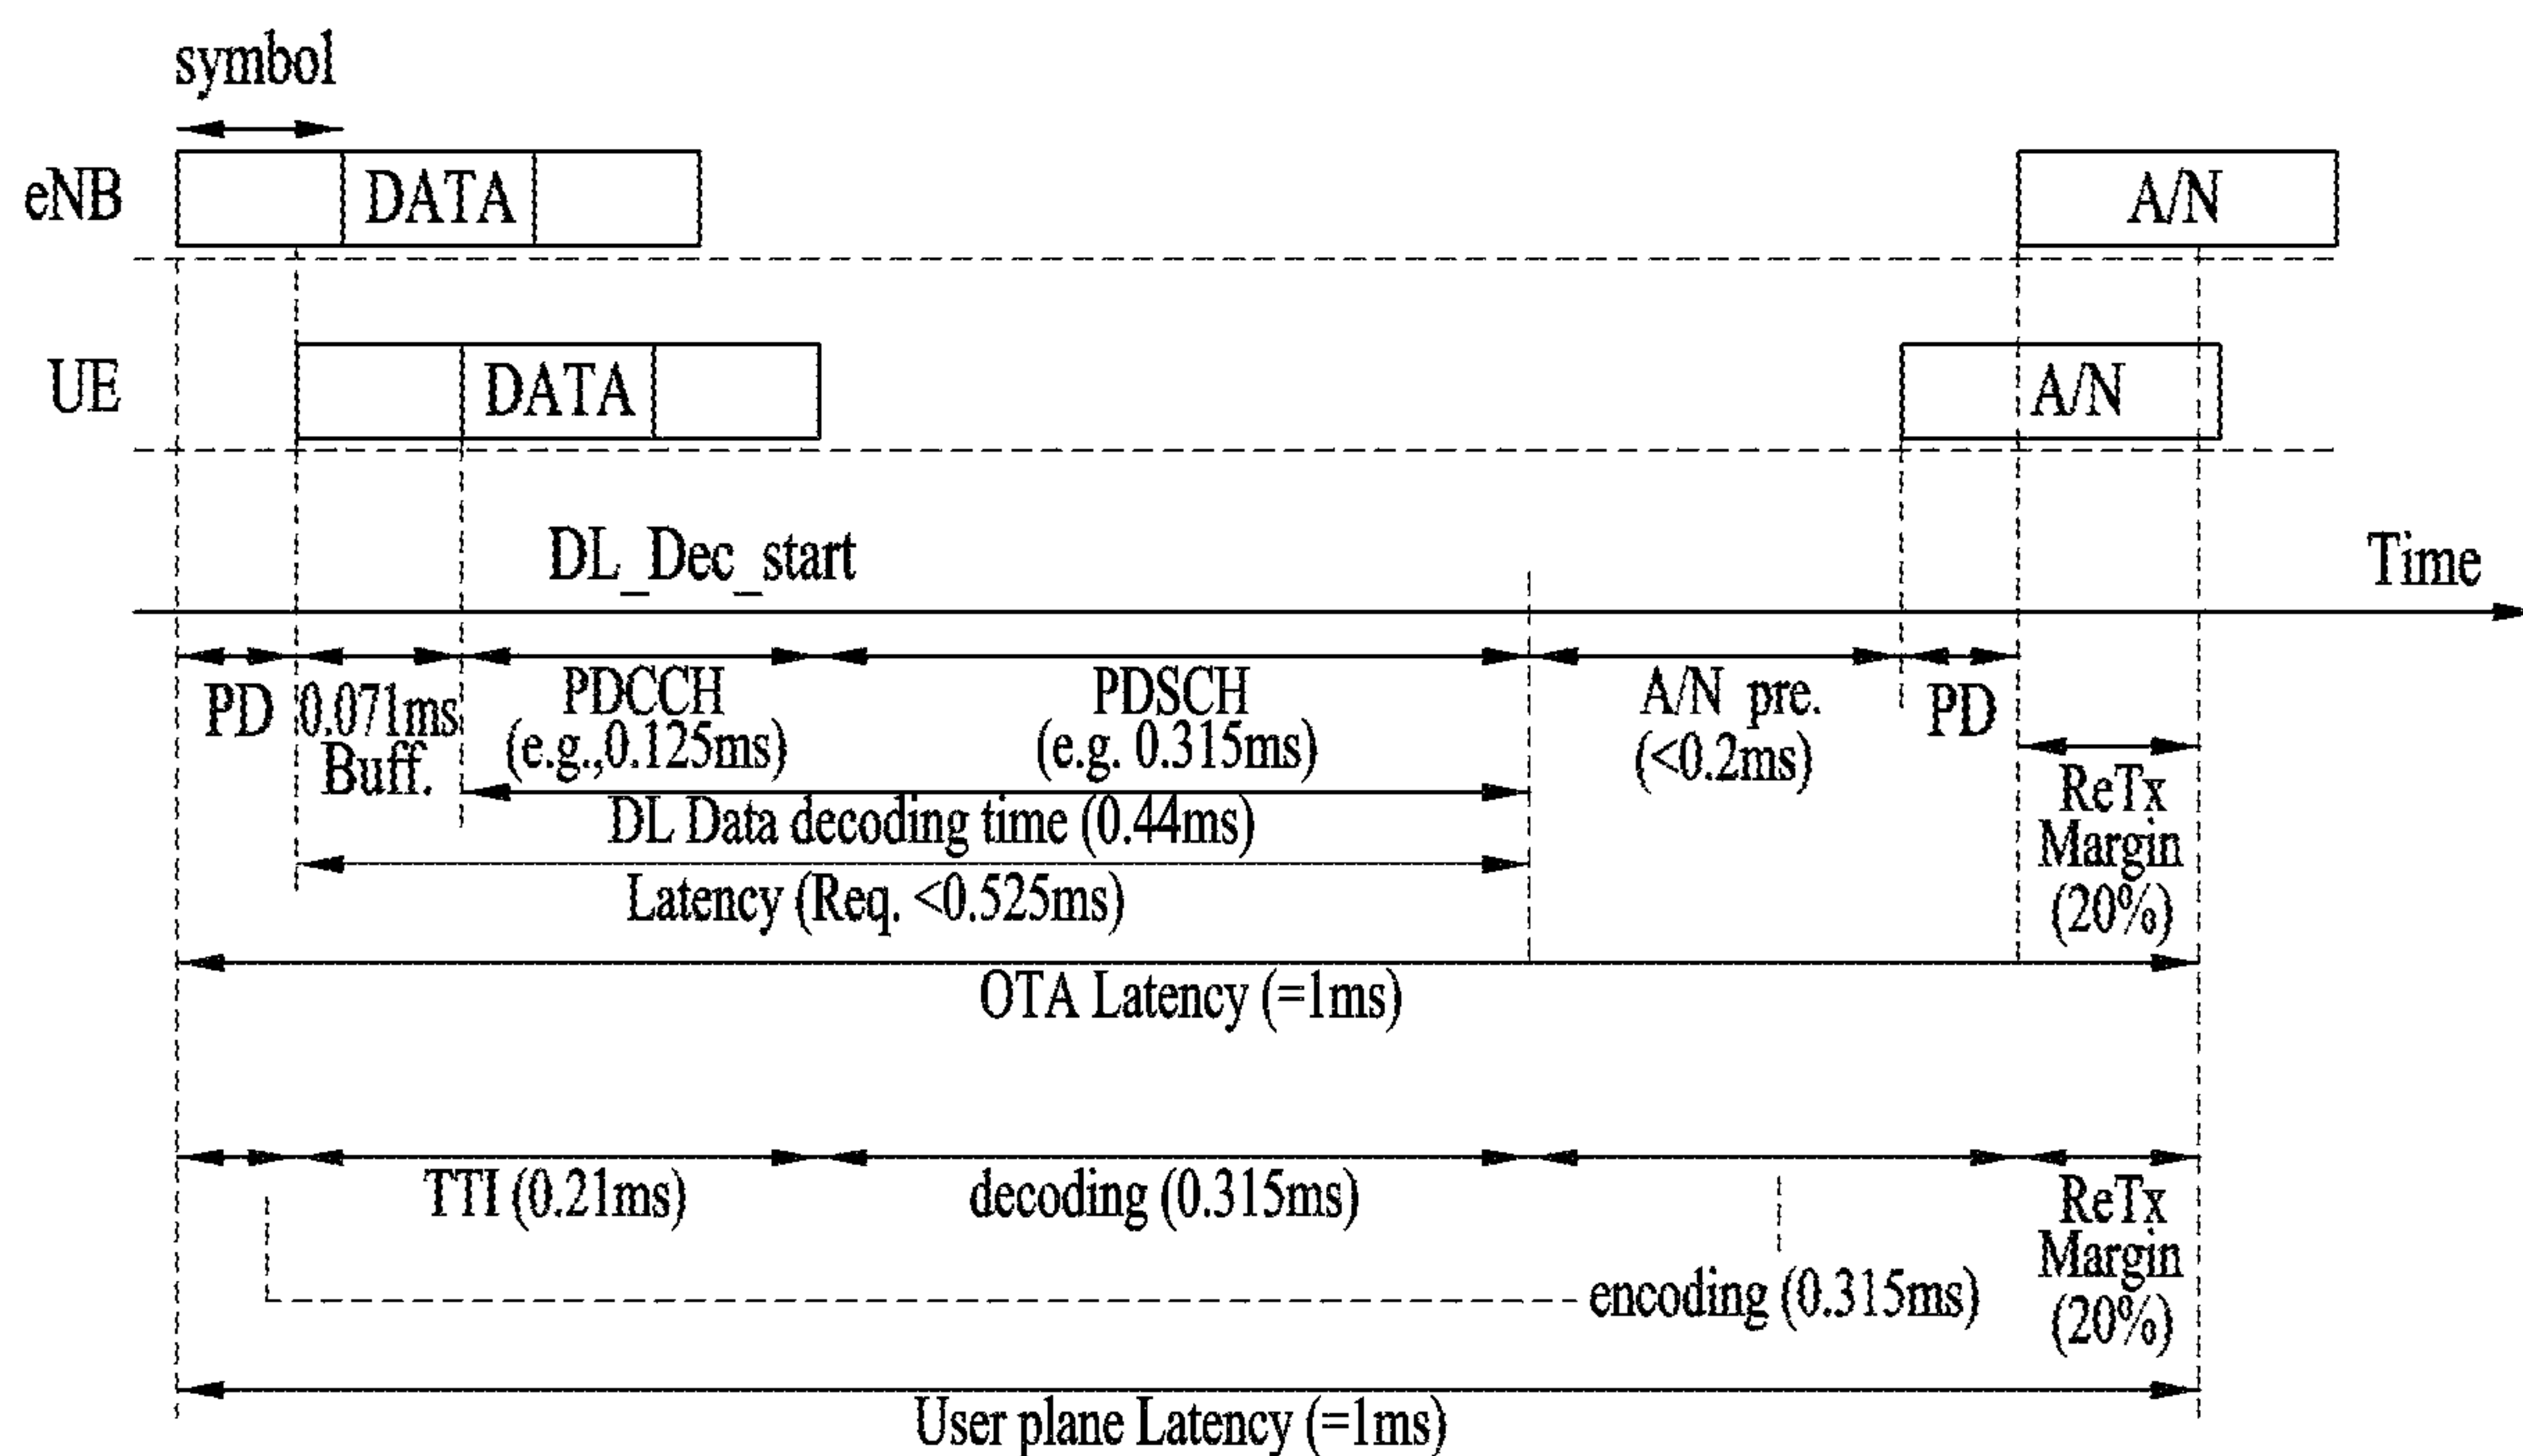 symbol
eNB
DATA
A/N
UE
DATA
A/N
DL_Dec_start
Time
PD
0.071ms
Buff.
PDCCH
(e.g.,0.125ms)
PDSCH
(e.g. 0.315ms)
A/N pre.
(<0.2ms)
PD
ReTx
Margin
(20%)
DL Data decoding time (0.44ms)
Latency (Req. <0.525ms)
OTA Latency (=1ms)
TTI (0.21ms)
decoding (0.315ms)
ReTx
Margin
(20%)
encoding (0.315ms)
User plane Latency (=1ms)